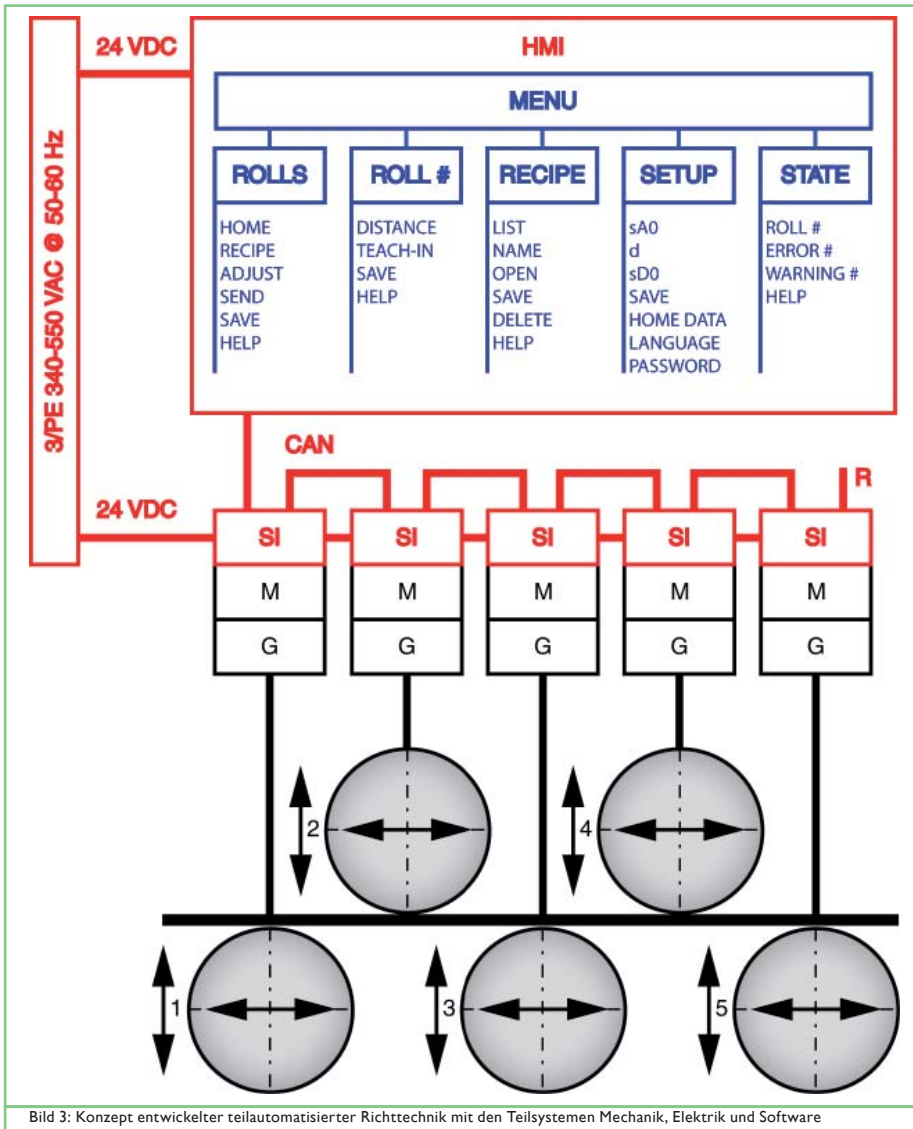 24 VDC
HMI
MENU
3/PE 340-550 VAC @ 50-60 Hz
ROLLS
HOME
RECIPE
ADJUST
SEND
SAVE
HELP
ROLL #
DISTANCE
TEACH-IN
SAVE
HELP
RECIPE
LIST
NAME
OPEN
SAVE
DELETE
HELP
SETUP
sA0
d
sD0
SAVE
HOME DATA
LANGUAGE
PASSWORD
STATE
ROLL #
ERROR #
WARNING #
HELP
CAN
R
24 VDC
SI SI SI SI SI
M M M M M
G G G G G
2 4
1 3 5
Bild 3: Konzept entwickelter teilautomatisierter Richttechnik mit den Teilsystemen Mechanik, Elektrik und Software